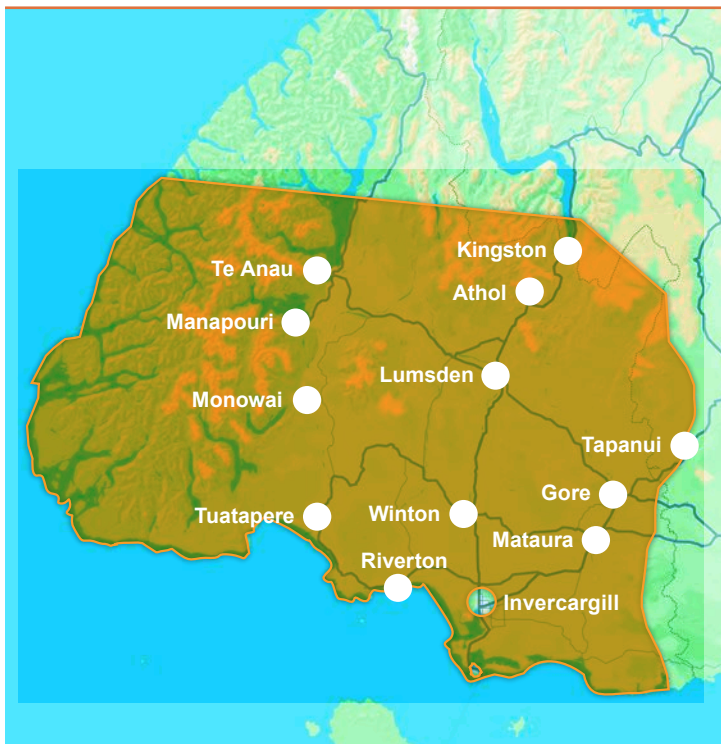 Kingston
Te Anau
Athol
Manapouri
Lumsden
Monowai
Tapanui
Gore
Tuatapere
Winton
Mataura
Riverton
Invercargill